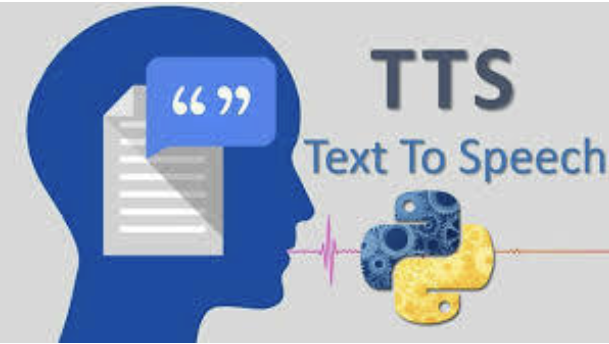 “ ”
TTS
Text To Speech